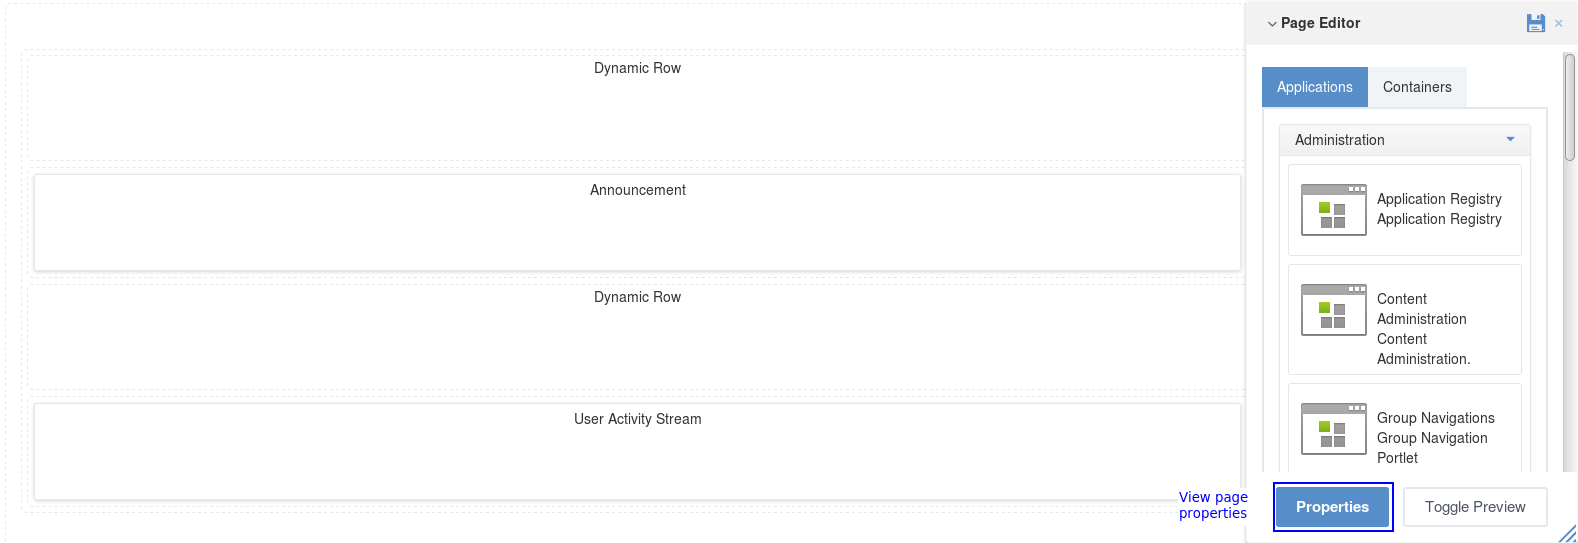 Dynamic Row
Announcement
Dynamic Row
User Activity Stream
View page
properties
Page Editor
×
Applications
Containers
Administration
Application Registry
Application Registry
Content
Administration
Content
Administration.
Group Navigations
Group Navigation
Portlet
Properties
Toggle Preview